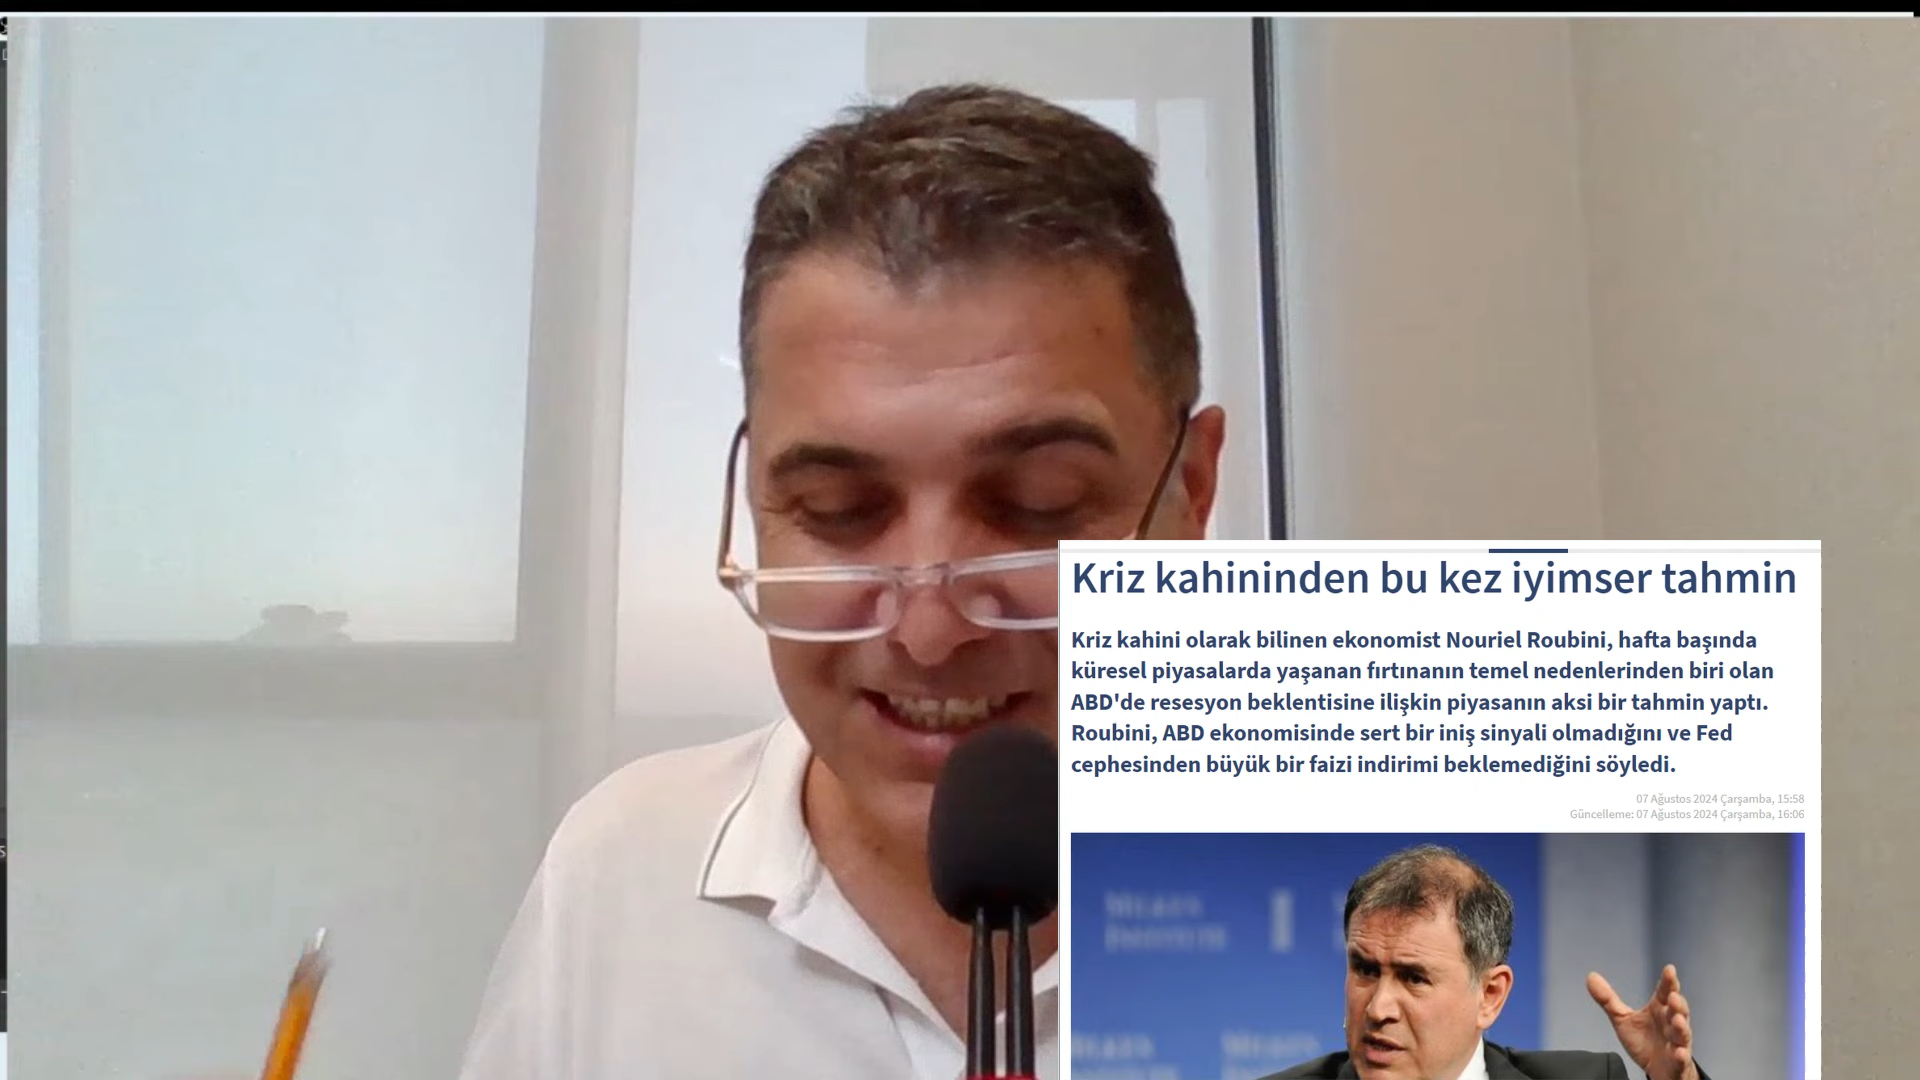 Kriz kahininden bu kez iyimser tahmin
Kriz kahini olarak bilinen ekonomist Nouriel Roubini, hafta başında
küresel piyasalarda yaşanan fırtınanın temel nedenlerinden biri olan
ABD'de resesyon beklentisine ilişkin piyasanın aksi bir tahmin yaptı.
Roubini, ABD ekonomisinde sert bir iniş sinyali olmadığını ve Fed
cephesinden büyük bir faizi indirimi beklemediğini söyledi.
07 Ağustos 2024 Çarşamba, 15:58
Güncelleme: 07 Ağustos 2024 Çarşamba, 16:06